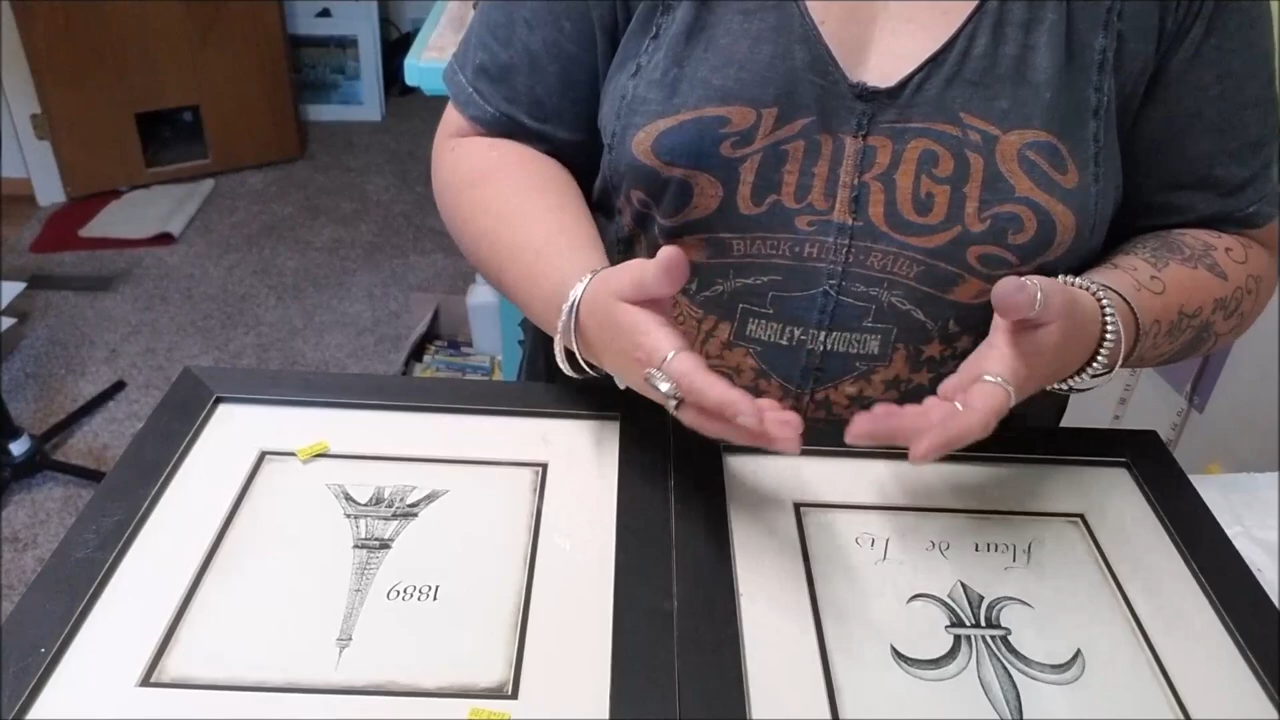 STURGIS
BLACK • HILLS • RALLY
HARLEY-DAVIDSON
1889
Fleur de Lis